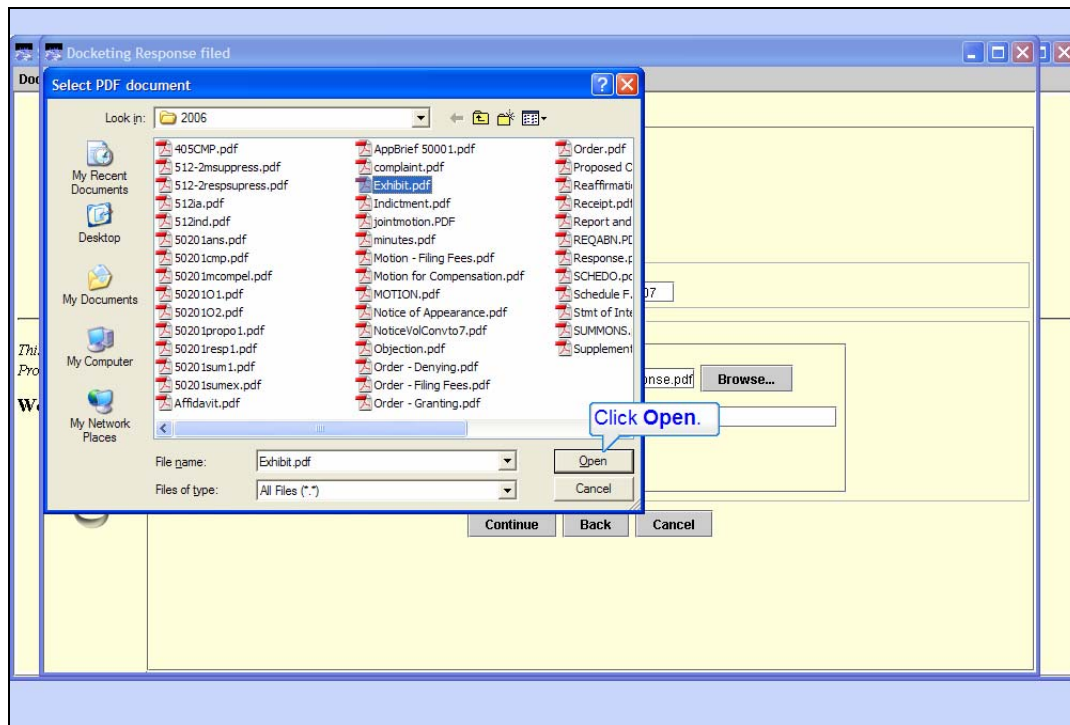 Docketing Response filed
Doc
Select PDF document
Look in:
2006
My Recent
Documents
Desktop
My Documents
My Computer
My Network
Places
405CMP.pdf
512-2msuppress.pdf
512-2respsupress.pdf
512ia.pdf
512ind.pdf
50201ans.pdf
50201cmp.pdf
50201mcompel.pdf
50201O1.pdf
50201O2.pdf
50201propo1.pdf
50201resp1.pdf
50201sum1.pdf
50201sumex.pdf
Affidavit.pdf
AppBrief 50001.pdf
complaint.pdf
Exhibit.pdf
Indictment.pdf
jointmotion.PDF
minutes.pdf
Motion - Filing Fees.pdf
Motion for Compensation.pdf
MOTION.pdf
Notice of Appearance.pdf
NoticeVolConvto7.pdf
Objection.pdf
Order - Denying.pdf
Order - Filing Fees.pdf
Order - Granting.pdf
Order.pdf
Proposed C
Reaffirmati
Receipt.pdf
Report and
REQABN.PD
Response.p
SCHEDO.pd
Schedule F.
Stmt of Inte
SUMMONS.
Supplement
File name:
Exhibit.pdf
Open
Files of type:
All Files (*.*)
Cancel
Click Open.
07
onse.pdf
Browse...
This
Pro
We
Continue
Back
Cancel